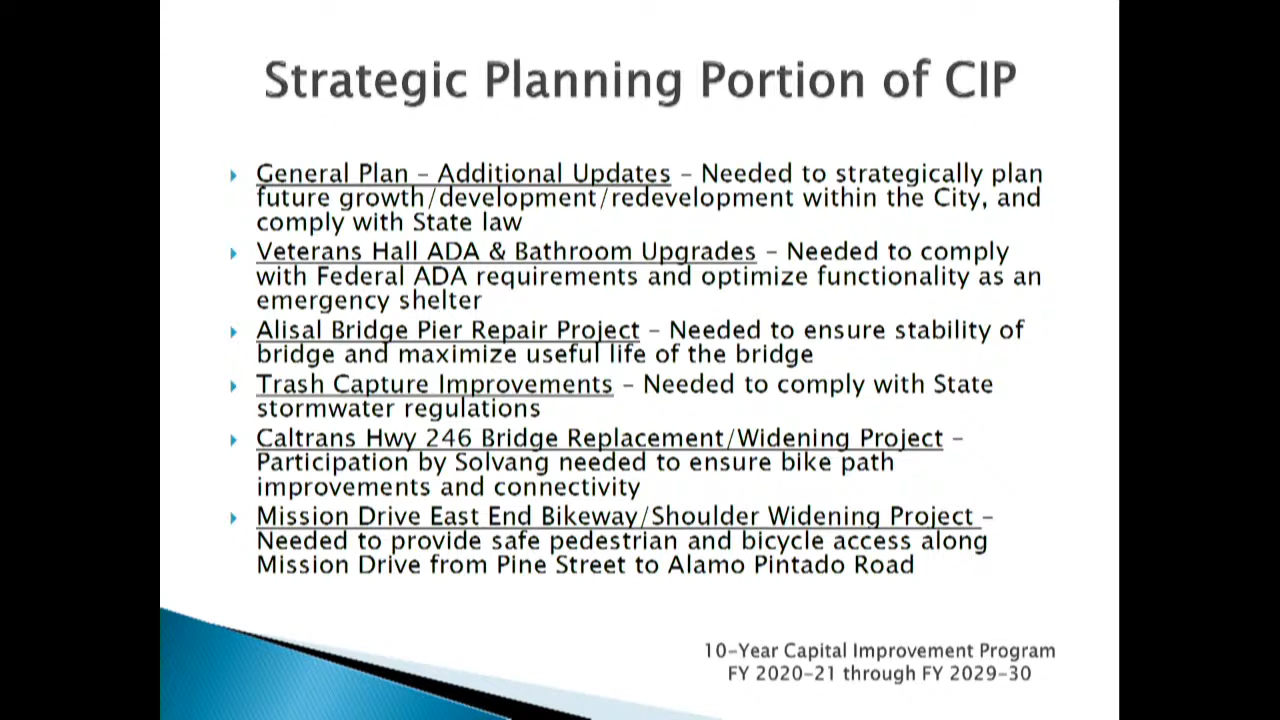 Strategic Planning Portion of CIP
General Plan – Additional Updates – Needed to strategically plan
future growth/development/redevelopment within the City, and
comply with State law
Veterans Hall ADA & Bathroom Upgrades – Needed to comply
with Federal ADA requirements and optimize functionality as an
emergency shelter
Alisal Bridge Pier Repair Project – Needed to ensure stability of
bridge and maximize useful life of the bridge
Trash Capture Improvements – Needed to comply with State
stormwater regulations
Caltrans Hwy 246 Bridge Replacement/Widening Project –
Participation by Solvang needed to ensure bike path
improvements and connectivity
Mission Drive East End Bikeway/Shoulder Widening Project –
Needed to provide safe pedestrian and bicycle access along
Mission Drive from Pine Street to Alamo Pintado Road
10-Year Capital Improvement Program
FY 2020-21 through FY 2029-30